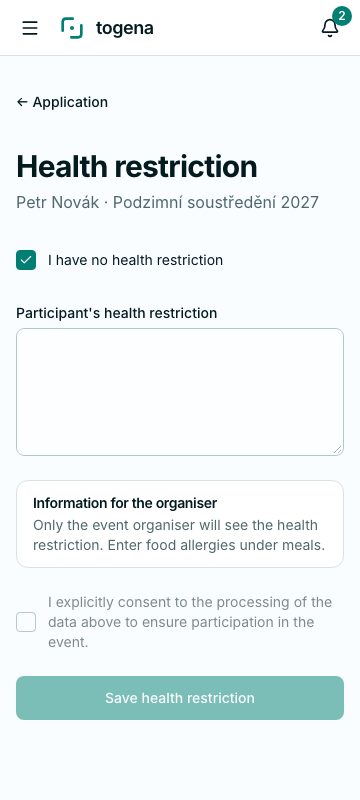 togena
2
← Application
Health restriction
Petr Novák · Podzimní soustředění 2027
I have no health restriction
Participant's health restriction
Information for the organiser
Only the event organiser will see the health
restriction. Enter food allergies under meals.
I explicitly consent to the processing of the
data above to ensure participation in the
event.
Save health restriction